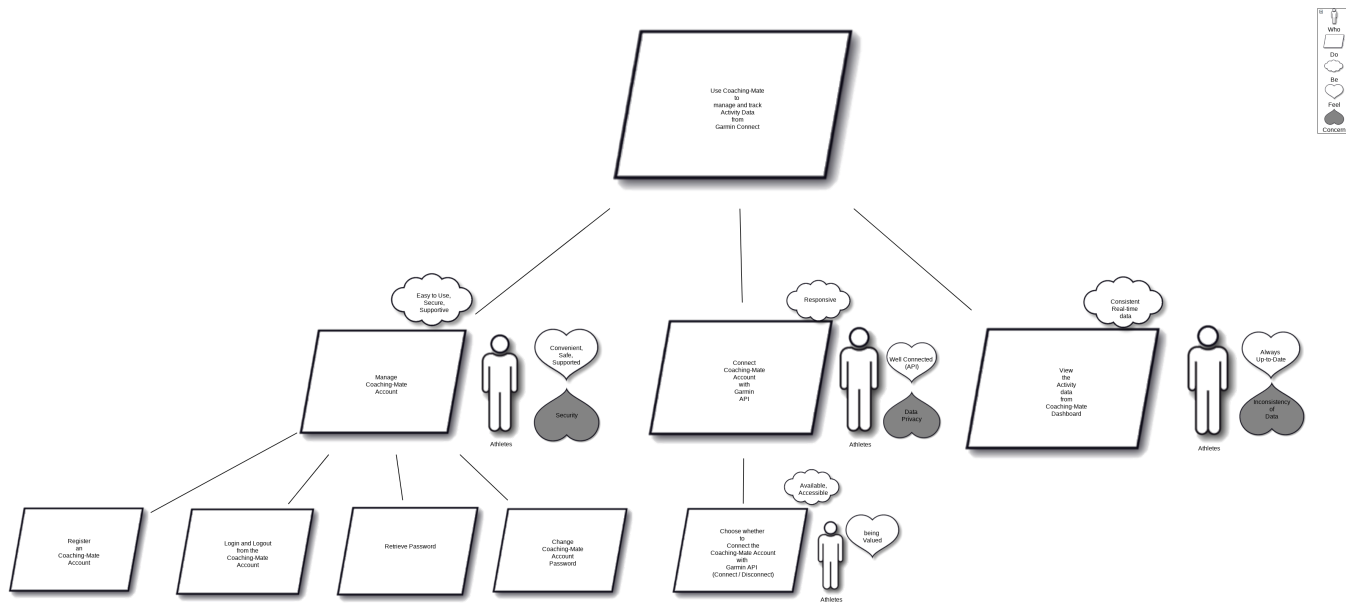 Who
Do
Be
Feel
Concern
Use Coaching-Mate
to
manage and track
Activity Data
from
Garmin Connect
Easy to Use,
Secure,
Supportive
Manage
Coaching-Mate
Account
Athletes
Convenient,
Safe,
Supported
Security
Responsive
Connect
Coaching-Mate
Account
with
Garmin
API
Athletes
Well Connected
(API)
Data
Privacy
Consistent
Real-time
data
View
the
Activity
data
from
Coaching-Mate
Dashboard
Athletes
Always
Up-to-Date
Inconsistency
of
Data
Register
an
Coaching-Mate
Account
Login and Logout
from the
Coaching-Mate
Account
Retrieve Password
Change
Coaching-Mate
Account
Password
Available,
Accessible
Choose whether
to
Connect the
Coaching-Mate Account
with
Garmin API
(Connect / Disconnect)
Athletes
being
Valued